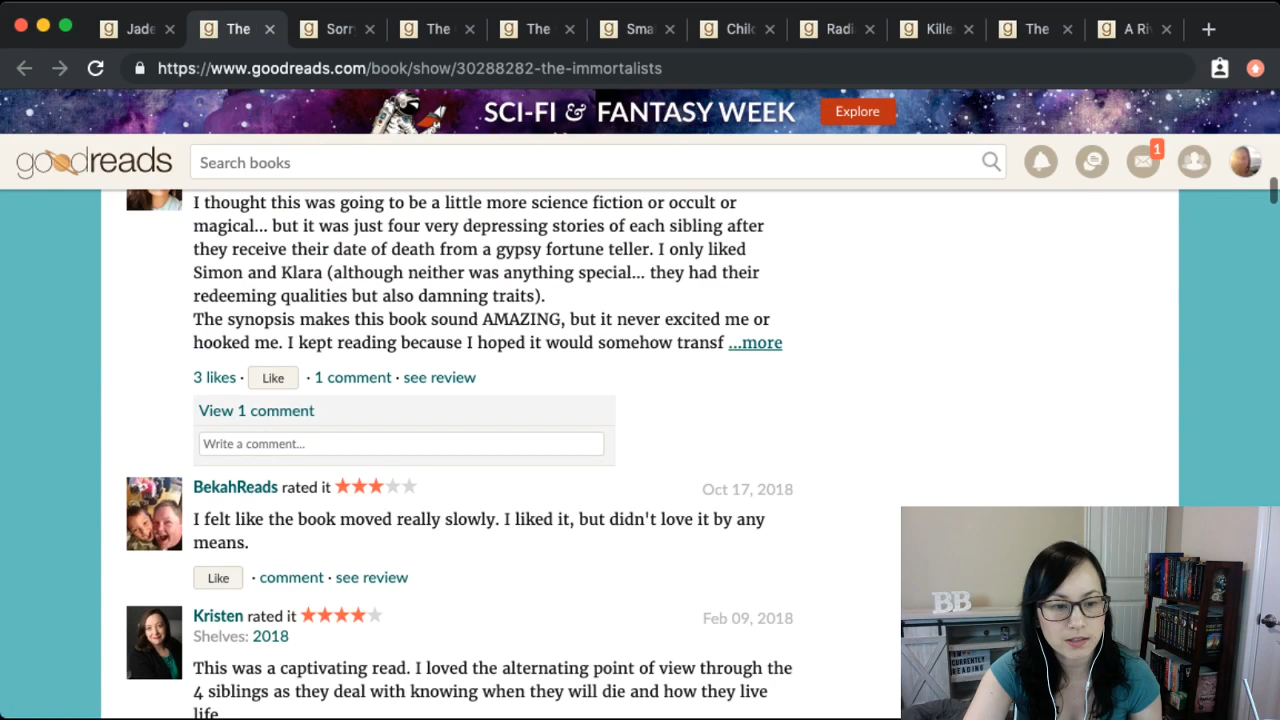 Jade
The
Sorry
The
The
Sma
Chil
Radi
Kille
The
A Ri
https://www.goodreads.com/book/show/30288282-the-immortalists
SCI-FI & FANTASY WEEK
Explore
goodreads
Search books
1
I thought this was going to be a little more science fiction or occult or
magical... but it was just four very depressing stories of each sibling after
they receive their date of death from a gypsy fortune teller. I only liked
Simon and Klara (although neither was anything special... they had their
redeeming qualities but also damning traits).
The synopsis makes this book sound AMAZING, but it never excited me or
hooked me. I kept reading because I hoped it would somehow transf ...more
3 likes · Like · 1 comment · see review
View 1 comment
Write a comment...
BekahReads rated it
Oct 17, 2018
I felt like the book moved really slowly. I liked it, but didn't love it by any
means.
Like · comment · see review
Kristen rated it
Feb 09, 2018
Shelves: 2018
This was a captivating read. I loved the alternating point of view through the
4 siblings as they deal with knowing when they will die and how they live
life.
BB
CURRENTLY
READING